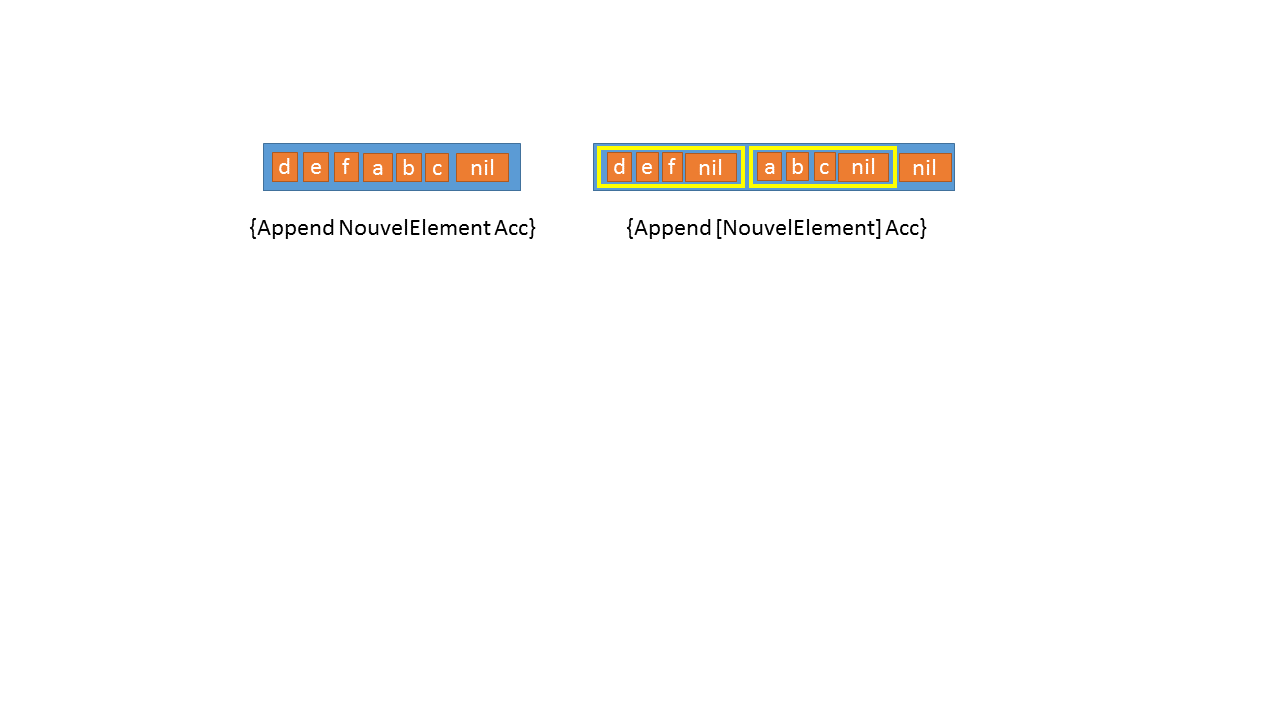 d e f a b c nil
d e f nil a b c nil nil
{Append NouvelElement Acc}
{Append [NouvelElement] Acc}